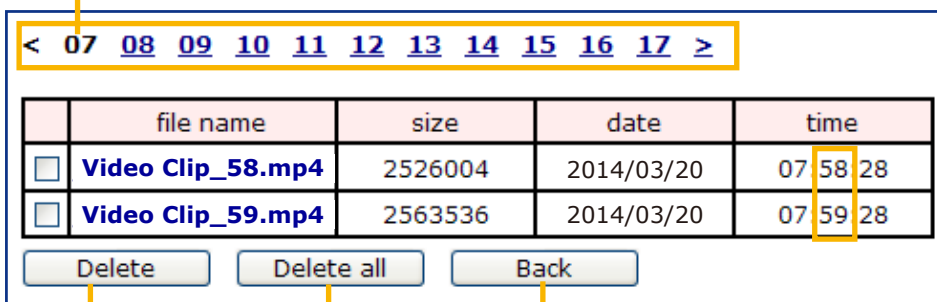 < 07 08 09 10 11 12 13 14 15 16 17 >
file name size date time
Video Clip_58.mp4 2526004 2014/03/20 07:58:28
Video Clip_59.mp4 2563536 2014/03/20 07:59:28
Delete Delete all Back